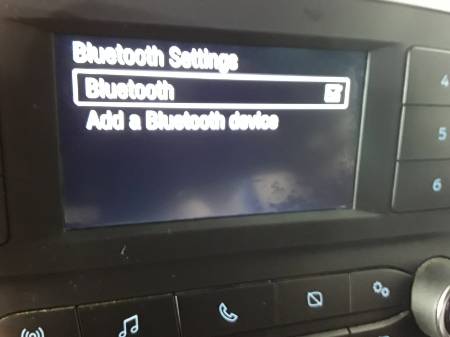 Bluetooth Settings
Bluetooth
Add a Bluetooth device
4
5
6